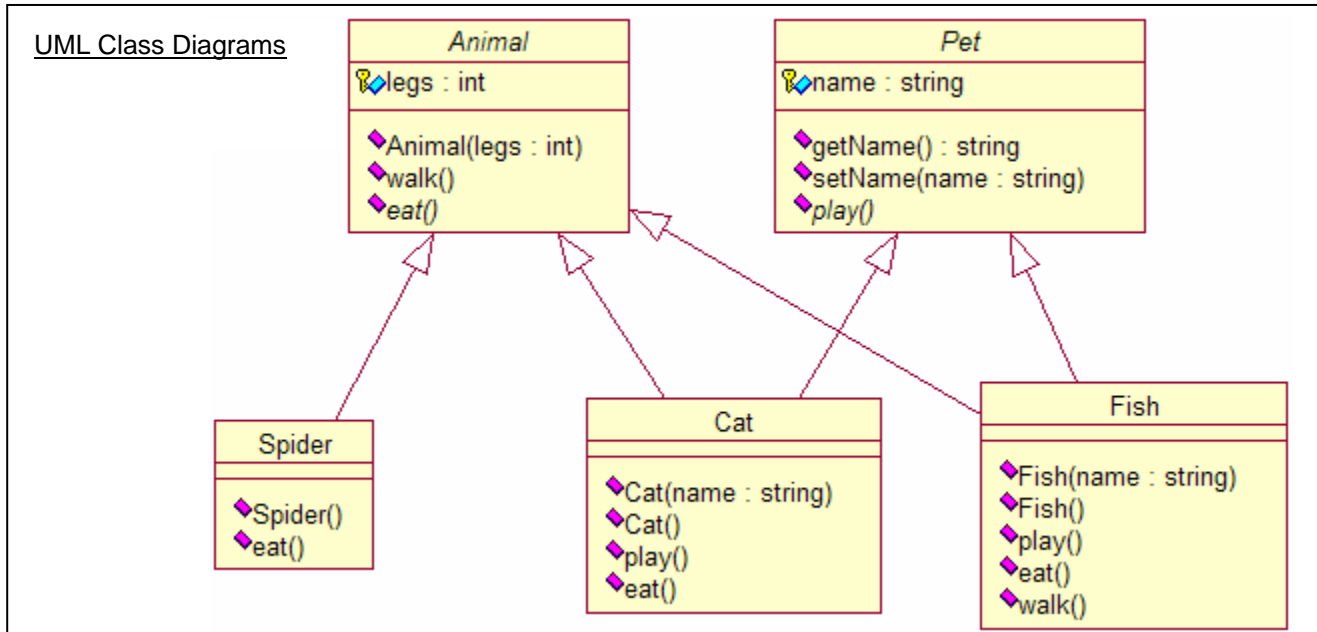 UML Class Diagrams
Animal
legs : int
Animal(legs : int)
walk()
eat()
Pet
name : string
getName() : string
setName(name : string)
play()
Spider
Spider()
eat()
Cat
Cat(name : string)
Cat()
play()
eat()
Fish
Fish(name : string)
Fish()
play()
eat()
walk()